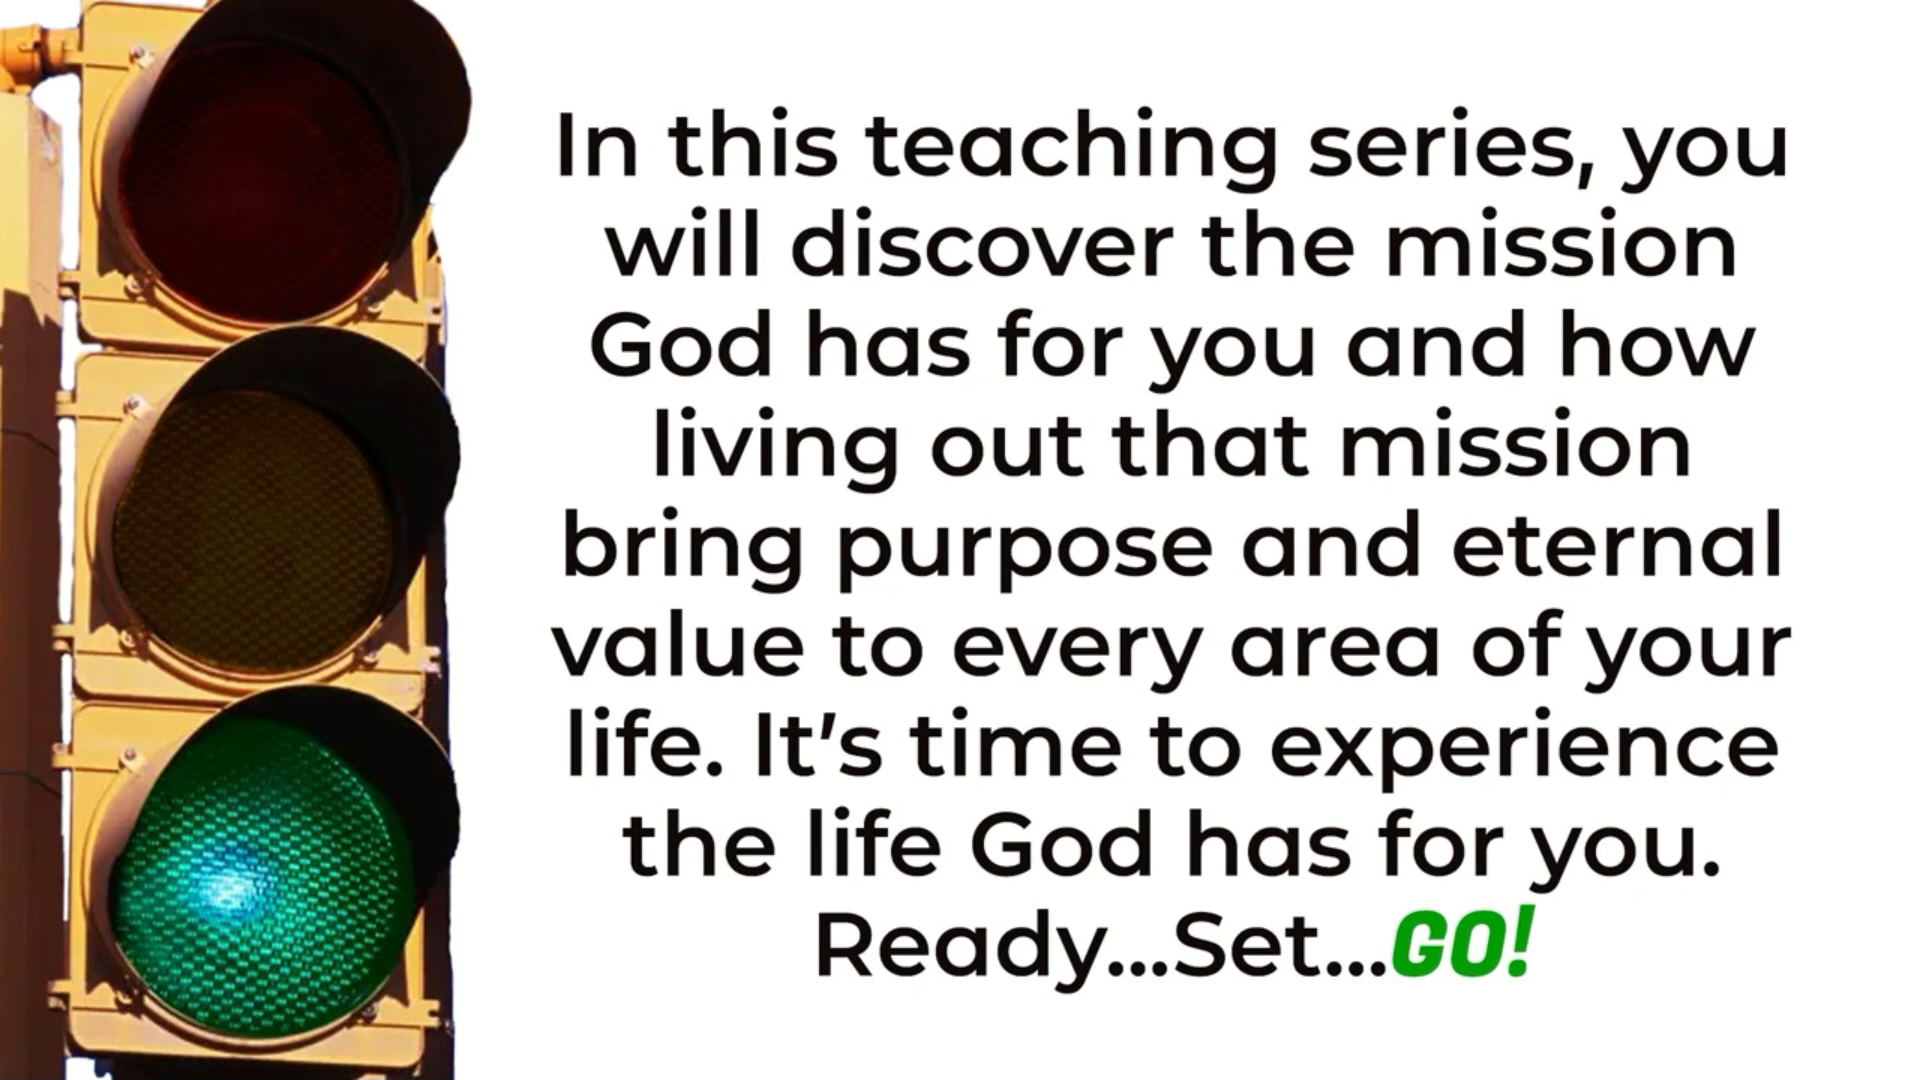 In this teaching series, you
will discover the mission
God has for you and how
living out that mission
bring purpose and eternal
value to every area of your
life. It's time to experience
the life God has for you.
Ready...Set...GO!